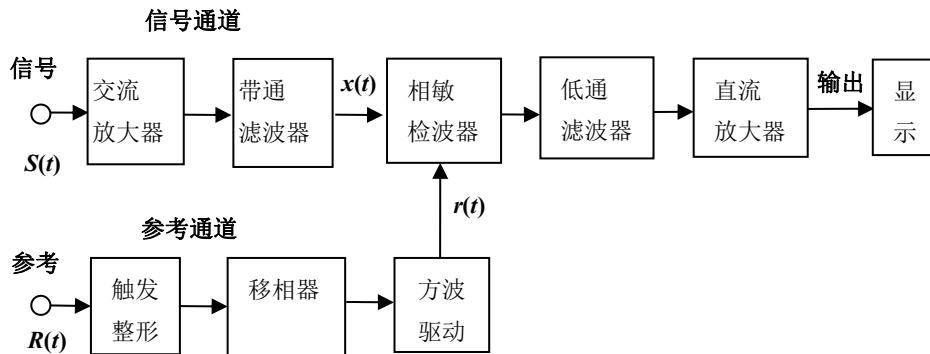 信号通道
信号
S(t)
交流
放大器
带通
滤波器
x(t)
相敏
检波器
低通
滤波器
直流
放大器
输出
显
示
r(t)
参考通道
参考
R(t)
触发
整形
移相器
方波
驱动